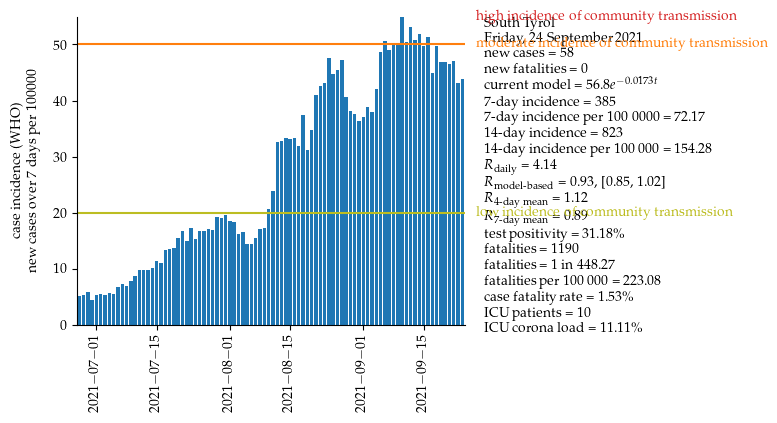 high incidence of community transmission
South Tyrol
Friday, 24 September 2021
moderate incidence of community transmission
new cases = 58
new fatalities = 0
current model = 56.8e^{−0.0173t}
7-day incidence = 385
7-day incidence per 100 0000 = 72.17
14-day incidence = 823
14-day incidence per 100 000 = 154.28
R_daily = 4.14
R_model-based = 0.93, [0.85, 1.02]
R_4-day mean = 1.12
low incidence of community transmission
R_7-day mean = 0.89
test positivity = 31.18%
fatalities = 1190
fatalities = 1 in 448.27
fatalities per 100 000 = 223.08
case fatality rate = 1.53%
ICU patients = 10
ICU corona load = 11.11%
case incidence (WHO)
new cases over 7 days per 100000
50
40
30
20
10
0
2021−07−01
2021−07−15
2021−08−01
2021−08−15
2021−09−01
2021−09−15